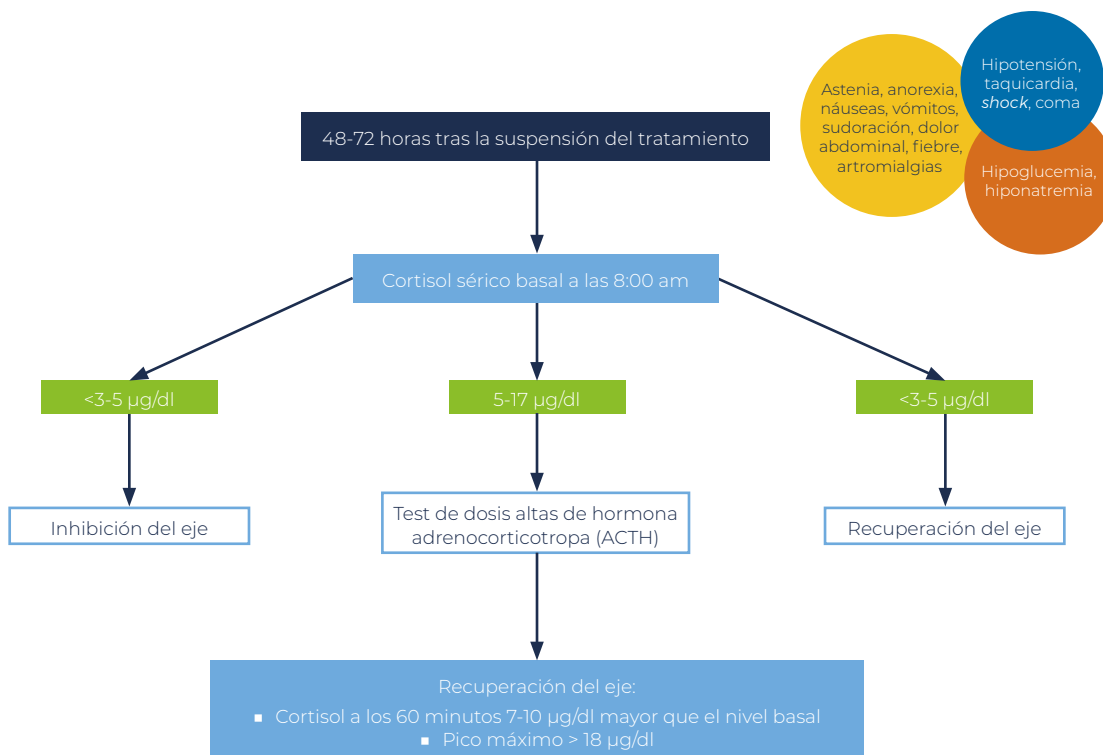 Hipotensión,
taquicardia,
shock, coma
Astenia, anorexia,
náuseas, vómitos,
sudoración, dolor
abdominal, fiebre,
artromialgias
Hipoglucemia,
hiponatremia
48-72 horas tras la suspensión del tratamiento
Cortisol sérico basal a las 8:00 am
<3-5 µg/dl
5-17 µg/dl
<3-5 µg/dl
Inhibición del eje
Test de dosis altas de hormona
adrenocorticotropa (ACTH)
Recuperación del eje
Recuperación del eje:
▪ Cortisol a los 60 minutos 7-10 µg/dl mayor que el nivel basal
▪ Pico máximo > 18 µg/dl